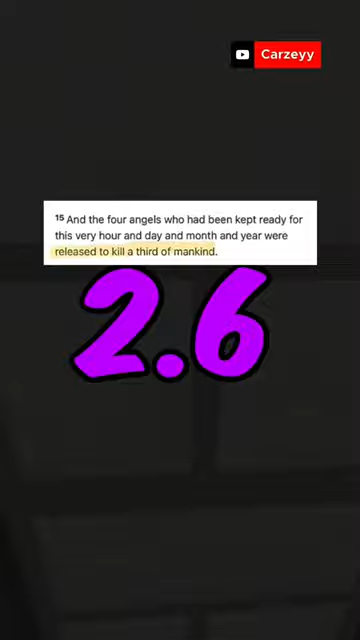 Carzeyy
15 And the four angels who had been kept ready for
this very hour and day and month and year were
released to kill a third of mankind.
2.6